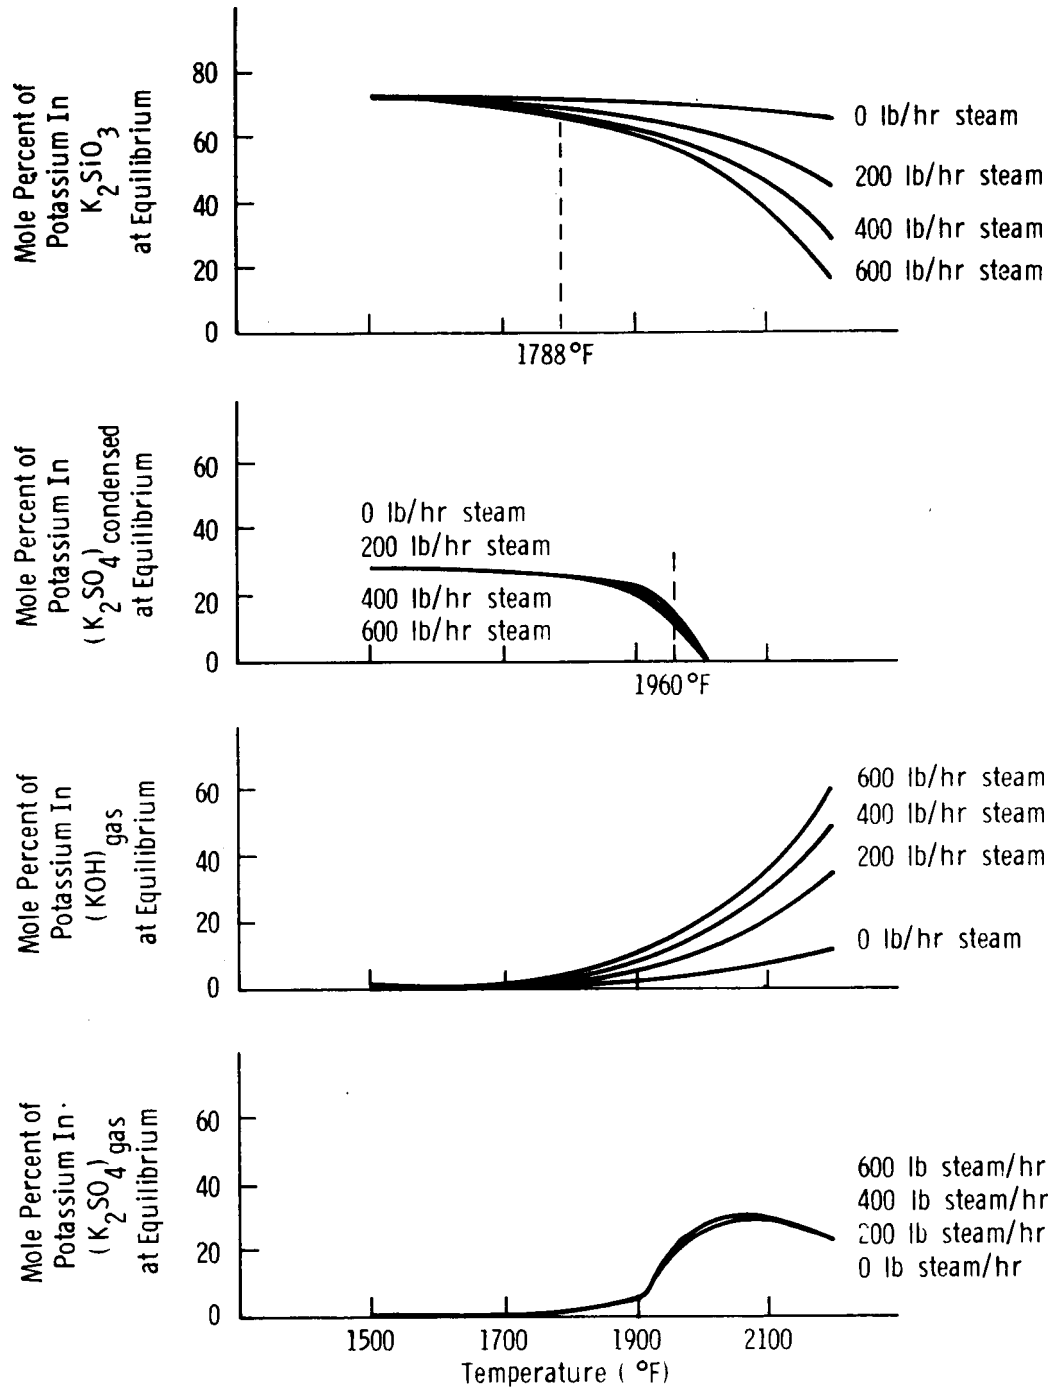 Mole Percent of
Potassium In
K2SiO3
at Equilibrium
80
60
40
20
0
0 lb/hr steam
200 lb/hr steam
400 lb/hr steam
600 lb/hr steam
1788°F
Mole Percent of
Potassium In
(K2SO4) condensed
at Equilibrium
60
40
20
0
0 lb/hr steam
200 lb/hr steam
400 lb/hr steam
600 lb/hr steam
1960°F
Mole Percent of
Potassium In
(KOH) gas
at Equilibrium
60
40
20
0
600 lb/hr steam
400 lb/hr steam
200 lb/hr steam
0 lb/hr steam
Mole Percent of
Potassium In
(K2SO4) gas
at Equilibrium
60
40
20
0
600 lb steam/hr
400 lb steam/hr
200 lb steam/hr
0 lb steam/hr
1500 1700 1900 2100
Temperature ( °F)